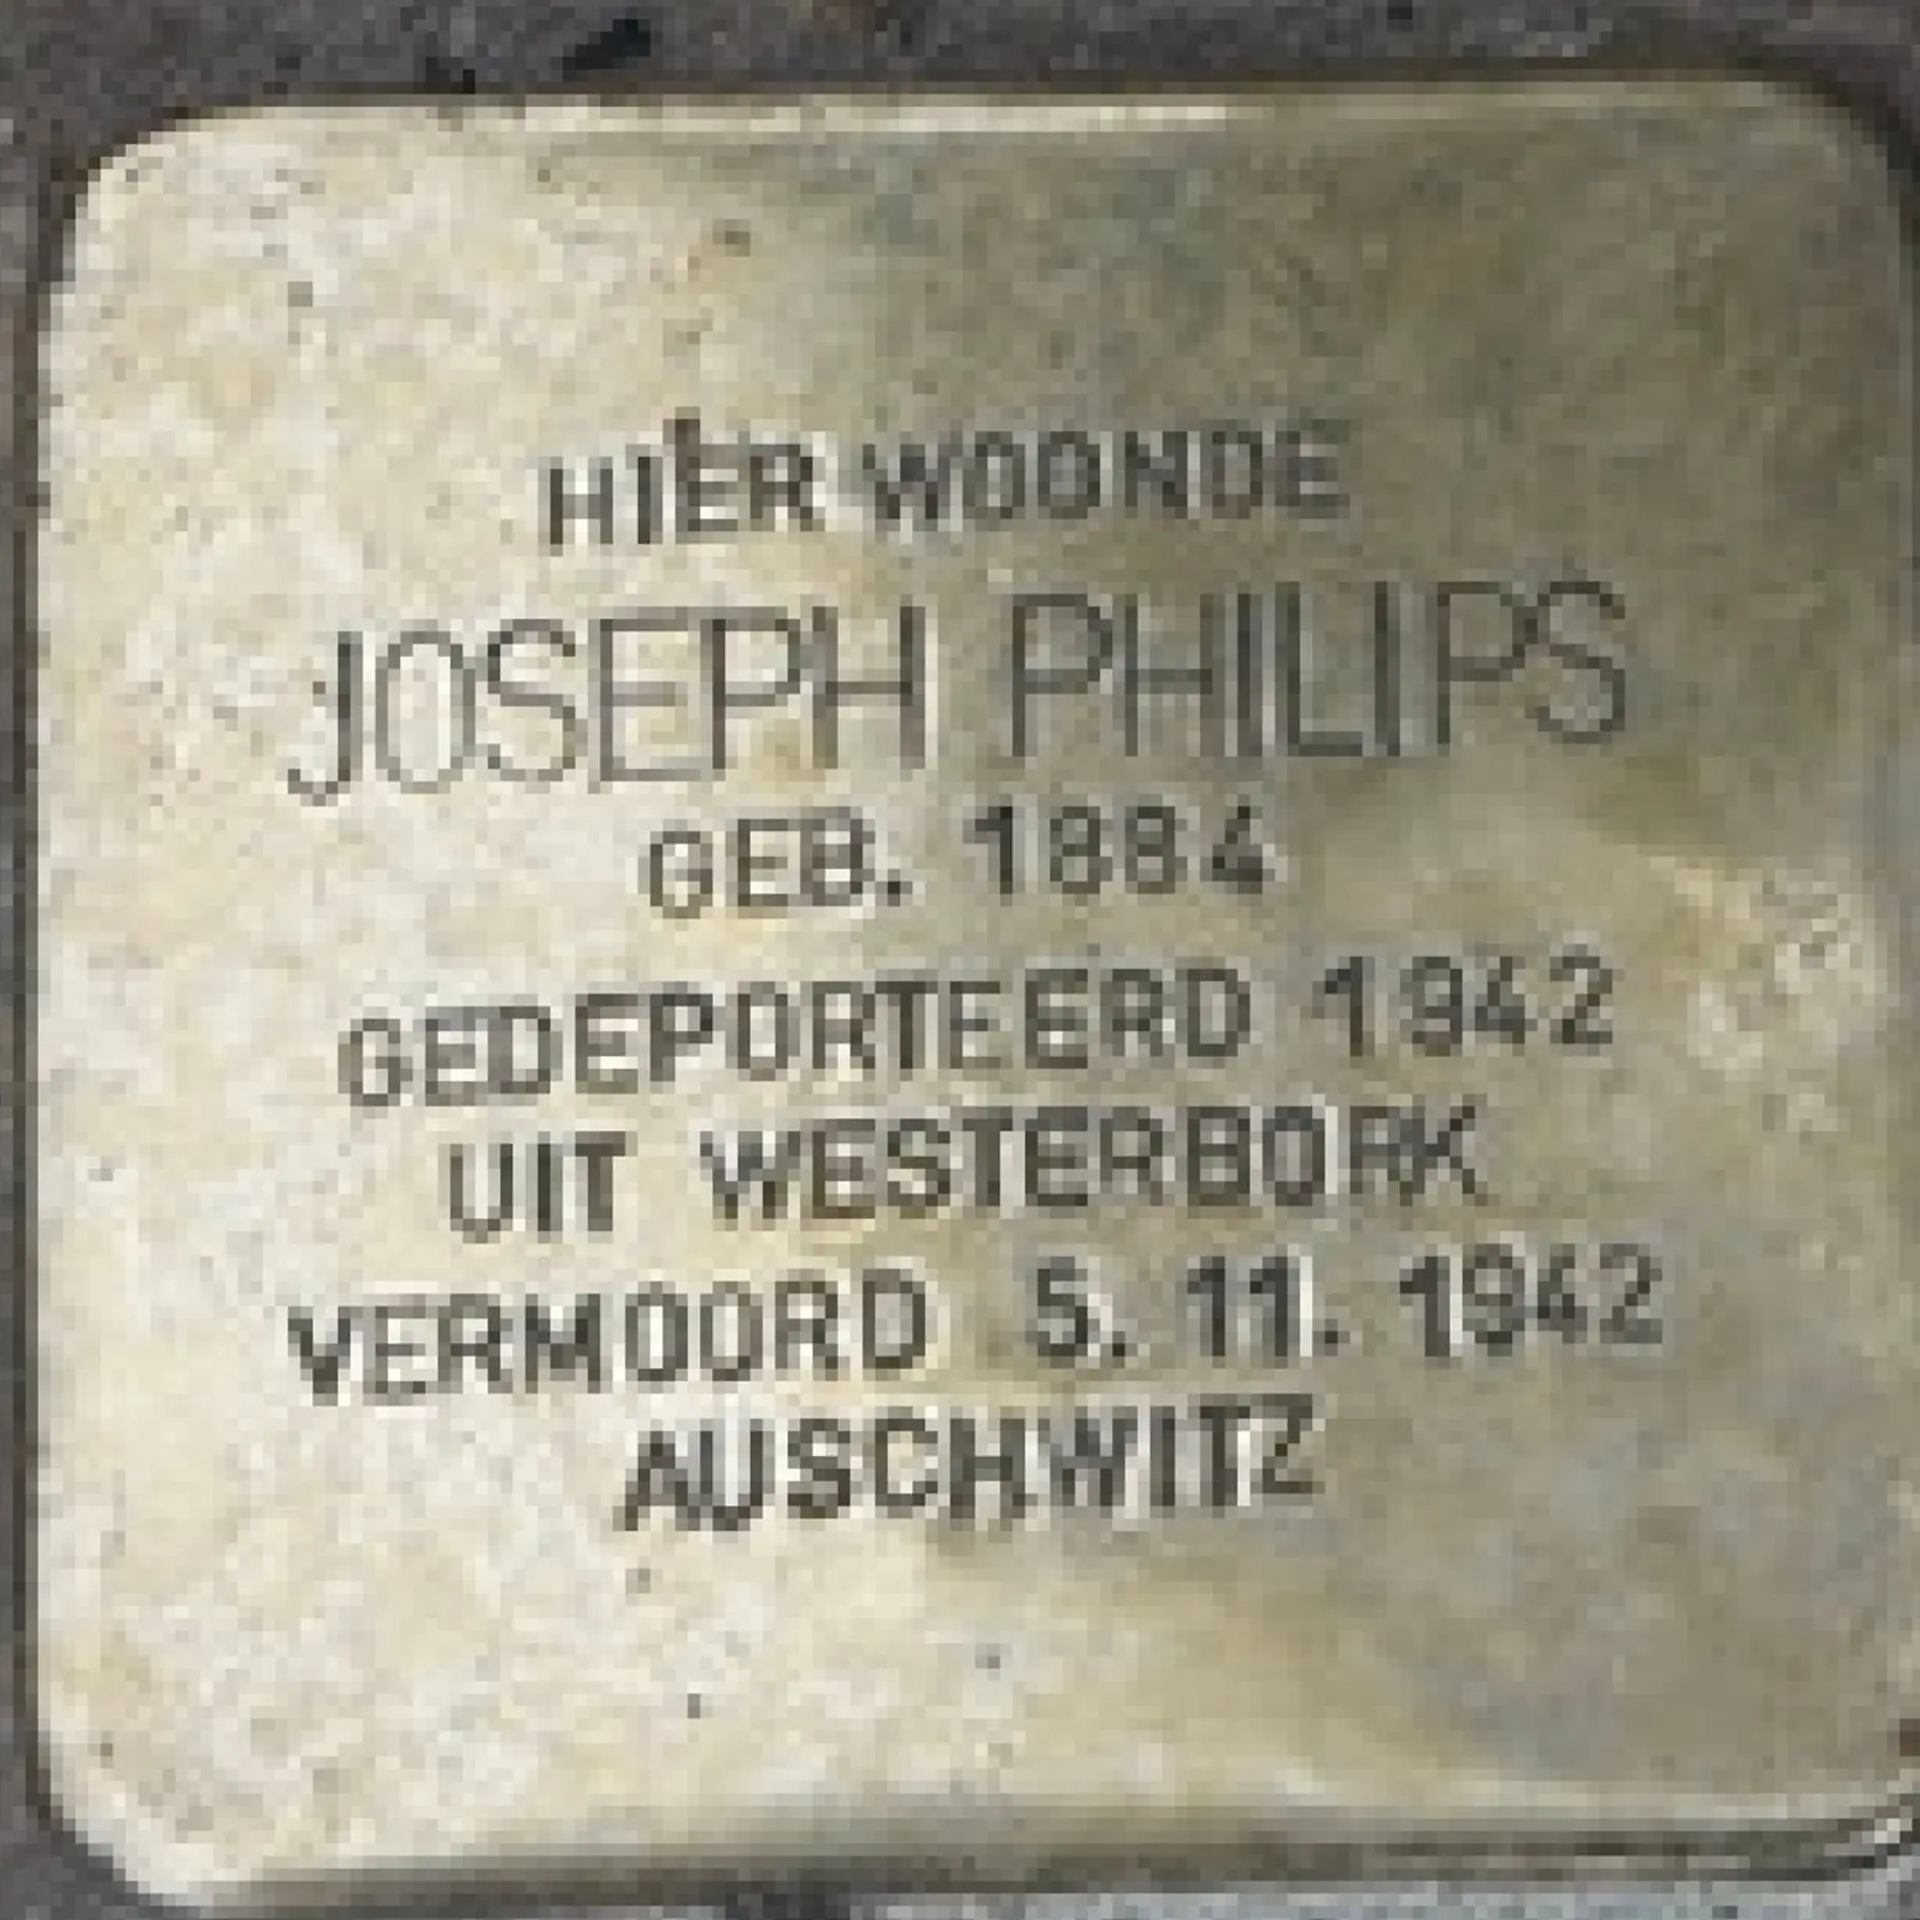 HIER WOONDE
JOSEPH PHILIPS
GEB. 1884
GEDEPORTEERD 1942
UIT WESTERBORK
VERMOORD 5. 11. 1942
AUSCHWITZ